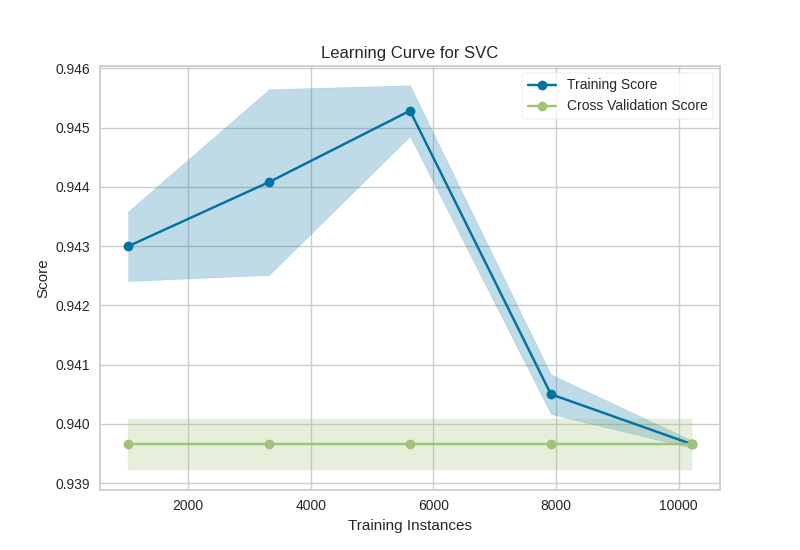 Learning Curve for SVC
Training Score
Cross Validation Score
Score
0.946
0.945
0.944
0.943
0.942
0.941
0.940
0.939
2000
4000
6000
8000
10000
Training Instances